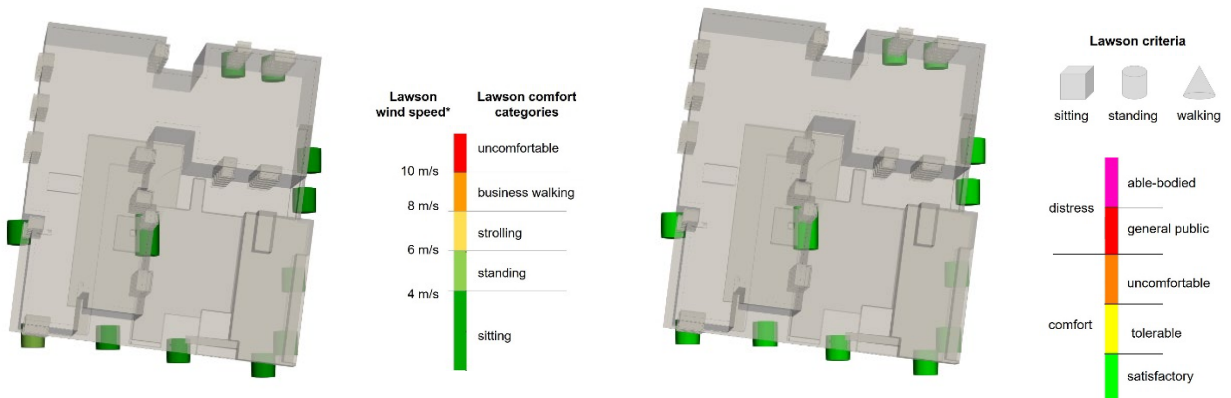 Lawson
wind speed*
Lawson comfort
categories
uncomfortable
10 m/s
business walking
8 m/s
strolling
6 m/s
standing
4 m/s
sitting
Lawson criteria
sitting standing walking
able-bodied
distress
general public
uncomfortable
comfort
tolerable
satisfactory